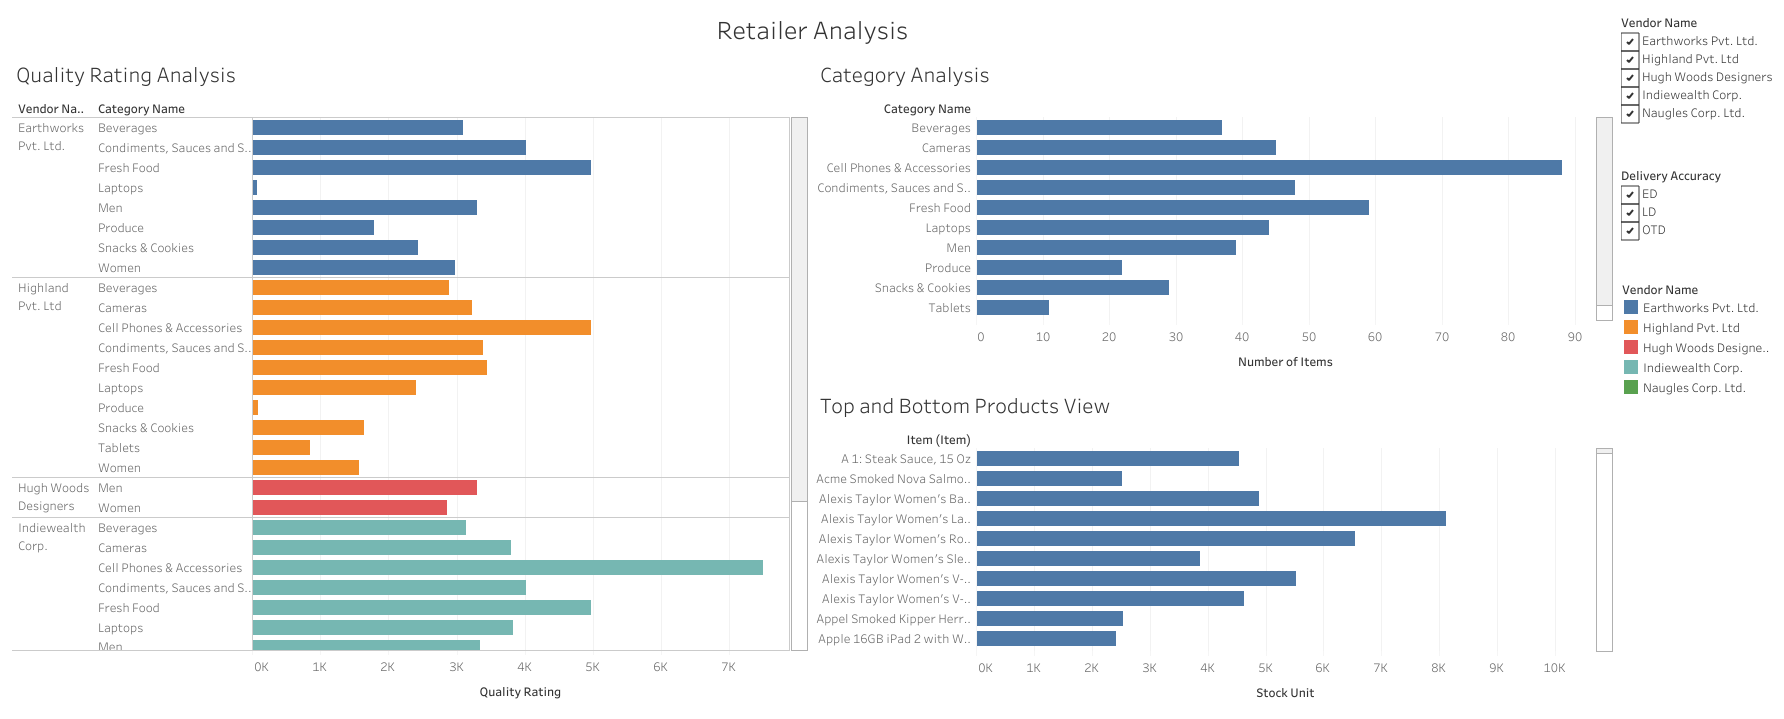 Retailer Analysis
Quality Rating Analysis
Vendor Na.. Category Name
Earthworks Pvt. Ltd.
Beverages
Condiments, Sauces and S..
Fresh Food
Laptops
Men
Produce
Snacks & Cookies
Women
Highland Pvt. Ltd
Beverages
Cameras
Cell Phones & Accessories
Condiments, Sauces and S..
Fresh Food
Laptops
Produce
Snacks & Cookies
Tablets
Women
Hugh Woods Designers
Men
Women
Indiewealth Corp.
Beverages
Cameras
Cell Phones & Accessories
Condiments, Sauces and S..
Fresh Food
Laptops
Men
0K 1K 2K 3K 4K 5K 6K 7K
Quality Rating
Category Analysis
Category Name
Beverages
Cameras
Cell Phones & Accessories
Condiments, Sauces and S..
Fresh Food
Laptops
Men
Produce
Snacks & Cookies
Tablets
0 10 20 30 40 50 60 70 80 90
Number of Items
Top and Bottom Products View
Item (Item)
A 1: Steak Sauce, 15 Oz
Acme Smoked Nova Salmo..
Alexis Taylor Women's Ba..
Alexis Taylor Women's La..
Alexis Taylor Women's Ro..
Alexis Taylor Women's Sle..
Alexis Taylor Women's V-..
Alexis Taylor Women's V-..
Appel Smoked Kipper Herr..
Apple 16GB iPad 2 with W..
0K 1K 2K 3K 4K 5K 6K 7K 8K 9K 10K
Stock Unit
Vendor Name
Earthworks Pvt. Ltd.
Highland Pvt. Ltd
Hugh Woods Designers
Indiewealth Corp.
Naugles Corp. Ltd.
Delivery Accuracy
ED
LD
OTD
Vendor Name
Earthworks Pvt. Ltd.
Highland Pvt. Ltd
Hugh Woods Designe..
Indiewealth Corp.
Naugles Corp. Ltd.